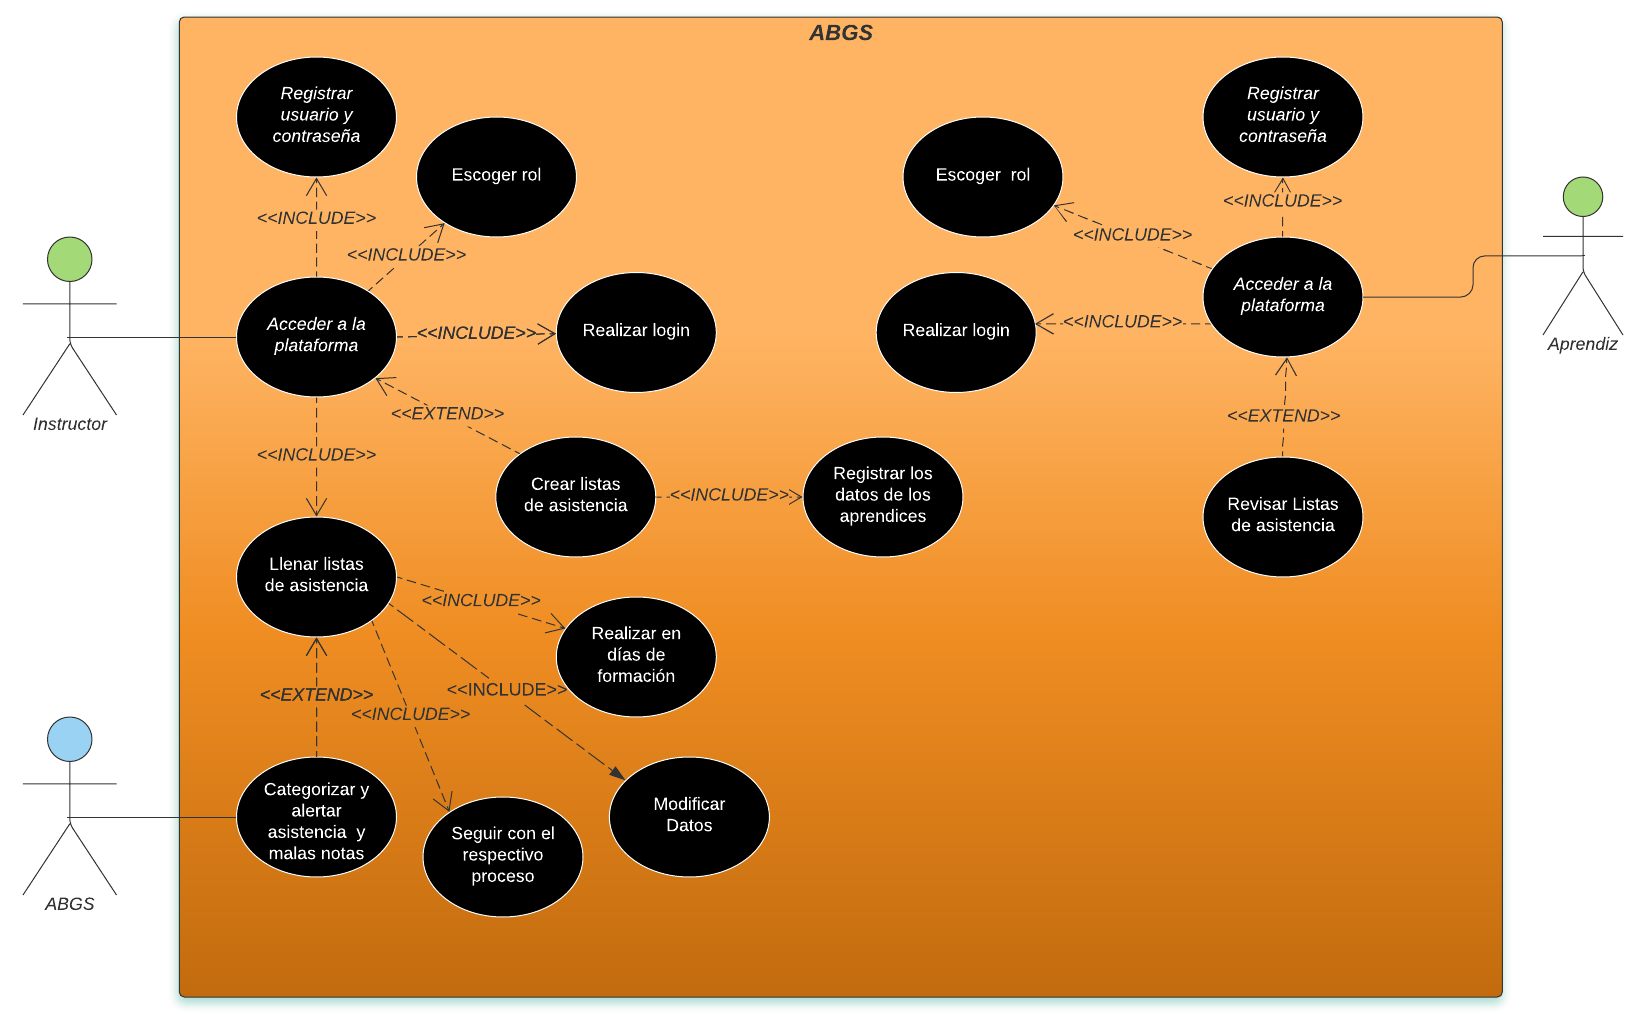 ABGS
Registrar
usuario y
contraseña
Escoger rol
<<INCLUDE>>
<<INCLUDE>>
Instructor
Acceder a la
plataforma
<<INCLUDE>>
Realizar login
<<EXTEND>>
<<INCLUDE>>
Crear listas
de asistencia
<<INCLUDE>>
Registrar los
datos de los
aprendices
Llenar listas
de asistencia
<<INCLUDE>>
Realizar en
días de
formación
<<EXTEND>>
<<INCLUDE>>
<<INCLUDE>>
ABGS
Categorizar y
alertar
asistencia y
malas notas
Seguir con el
respectivo
proceso
Modificar
Datos
Registrar
usuario y
contraseña
Escoger rol
<<INCLUDE>>
<<INCLUDE>>
Acceder a la
plataforma
Aprendiz
Realizar login
<<INCLUDE>>
<<EXTEND>>
Revisar Listas
de asistencia